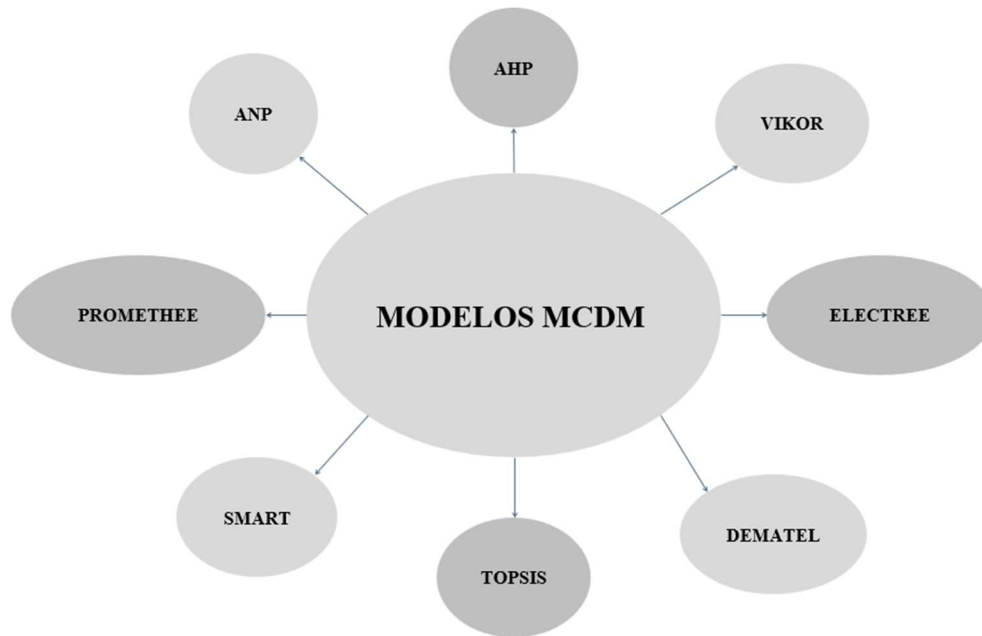 AHP
ANP
VIKOR
PROMETHEE
MODELOS MCDM
ELECTREE
SMART
DEMATEL
TOPSIS